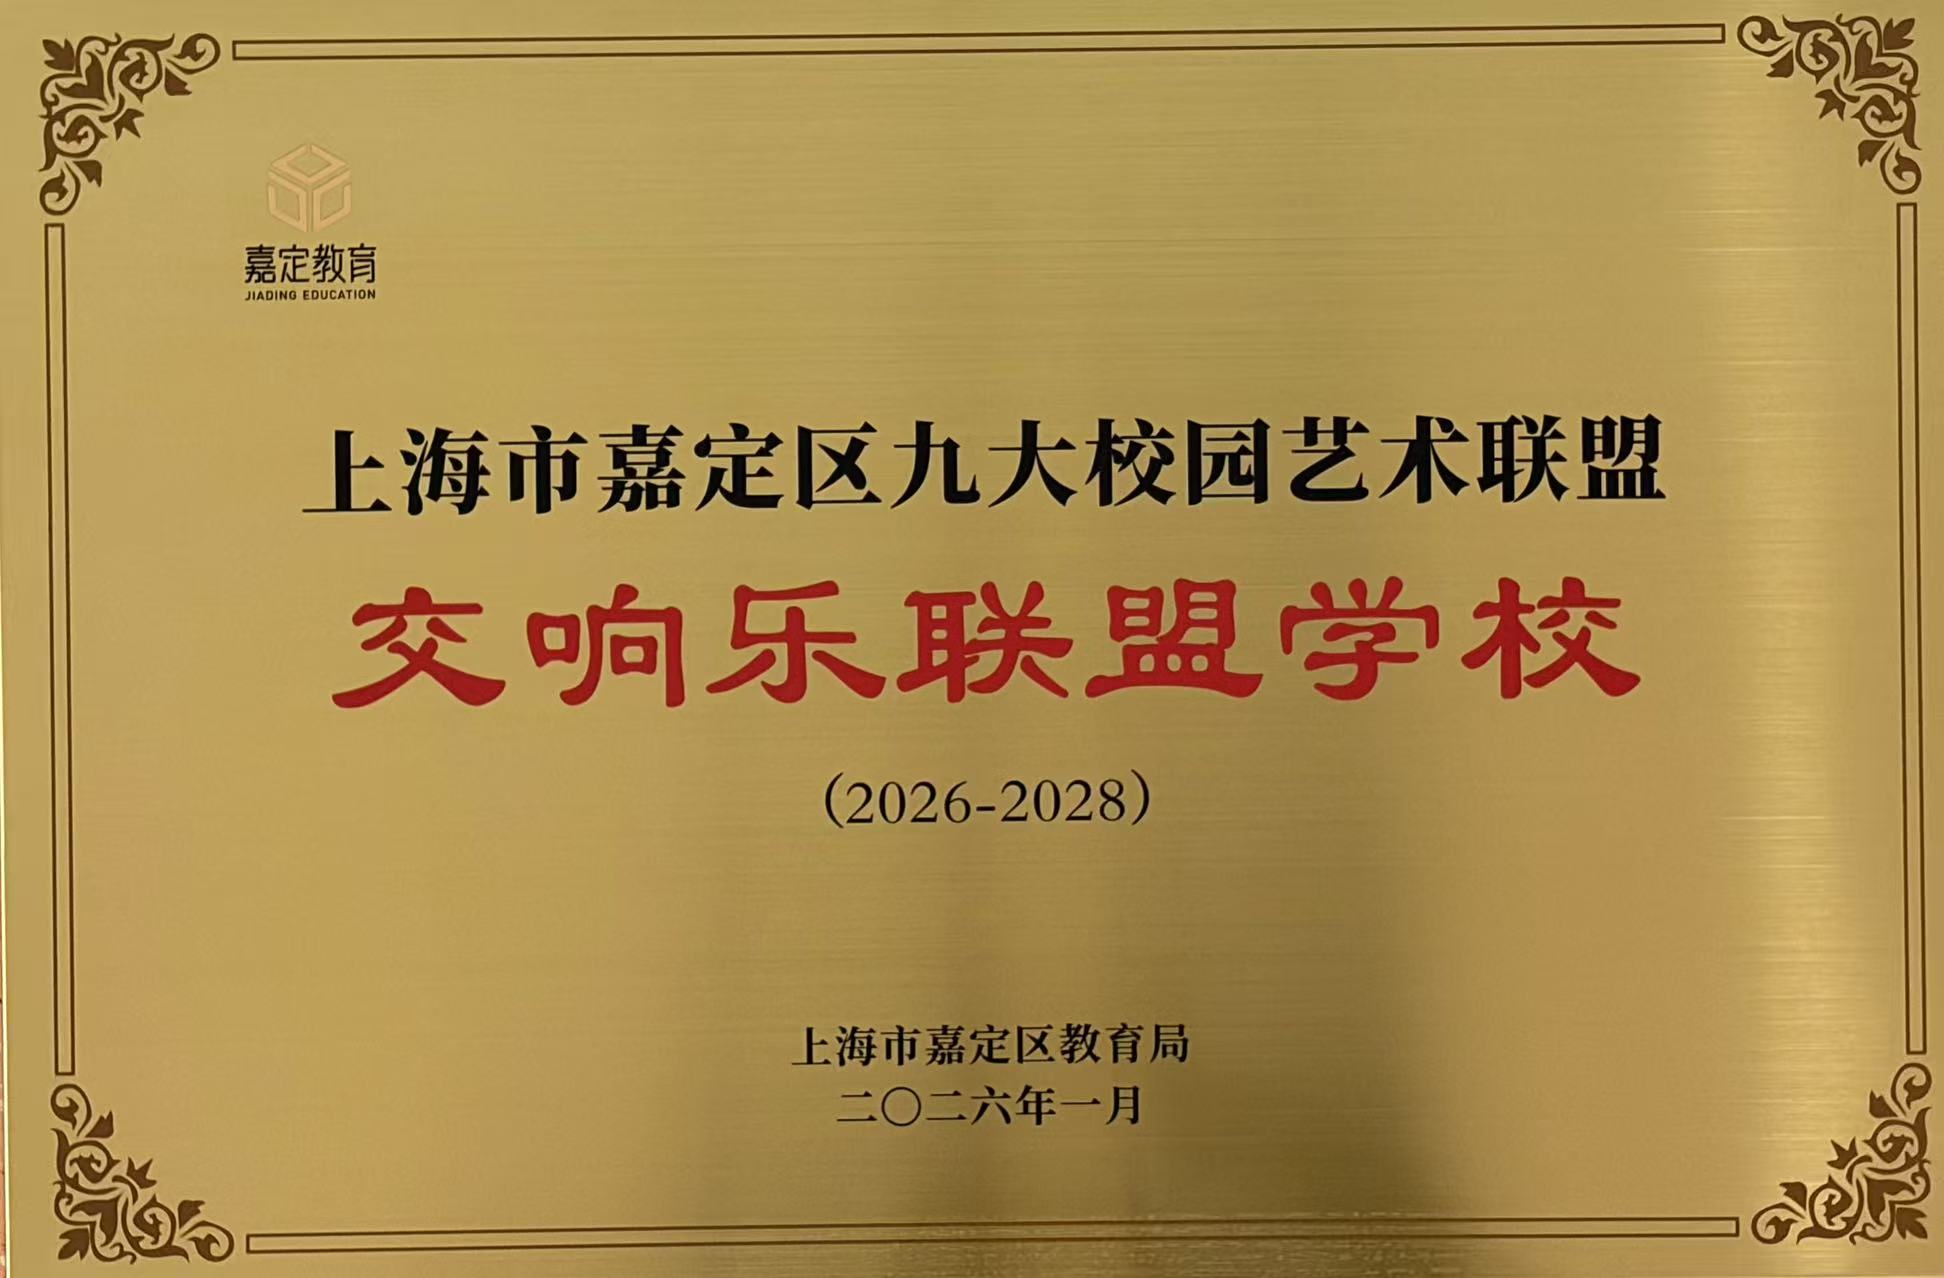 嘉定教育
JIADING EDUCATION
上海市嘉定区九大校园艺术联盟
交响乐联盟学校
（2026-2028）
上海市嘉定区教育局
二〇二六年一月